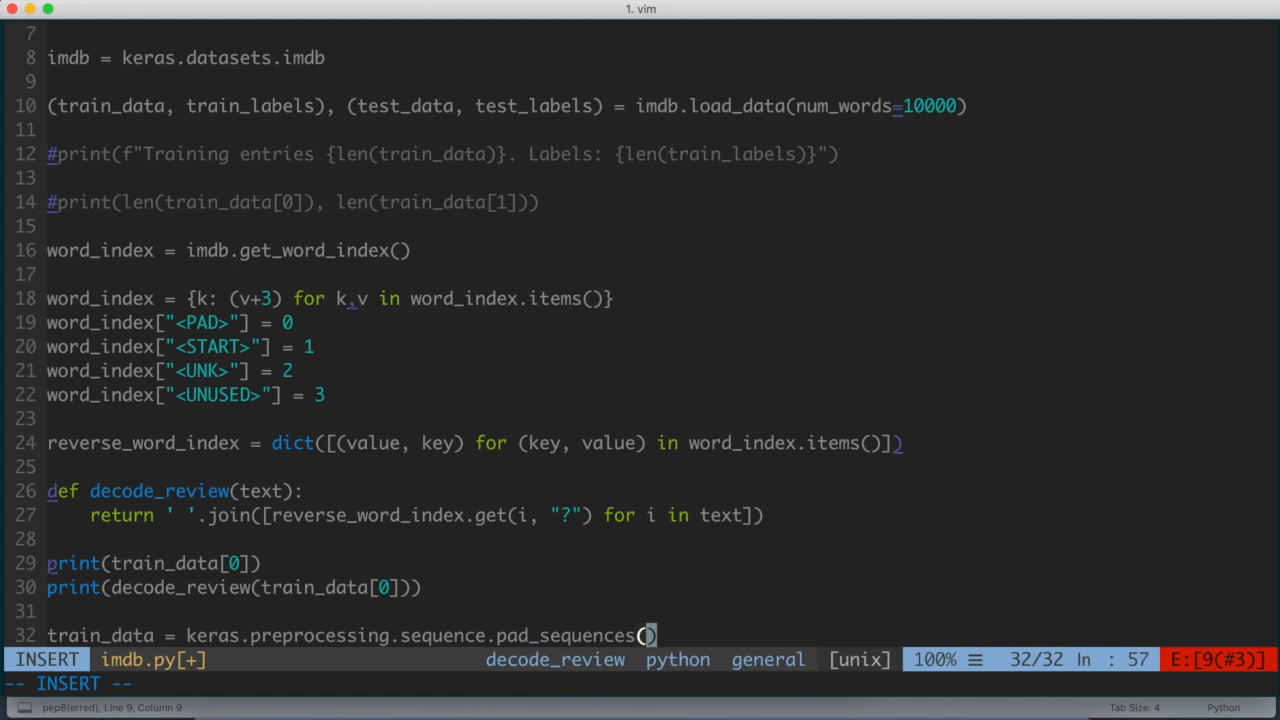 1. vim
7
8 imdb = keras.datasets.imdb
9
10 (train_data, train_labels), (test_data, test_labels) = imdb.load_data(num_words=10000)
11
12 #print(f"Training entries {len(train_data)}. Labels: {len(train_labels)}")
13
14 #print(len(train_data[0]), len(train_data[1]))
15
16 word_index = imdb.get_word_index()
17
18 word_index = {k: (v+3) for k,v in word_index.items()}
19 word_index["<PAD>"] = 0
20 word_index["<START>"] = 1
21 word_index["<UNK>"] = 2
22 word_index["<UNUSED>"] = 3
23
24 reverse_word_index = dict([(value, key) for (key, value) in word_index.items()])
25
26 def decode_review(text):
27     return ' '.join([reverse_word_index.get(i, "?") for i in text])
28
29 print(train_data[0])
30 print(decode_review(train_data[0]))
31
32 train_data = keras.preprocessing.sequence.pad_sequences()
INSERT imdb.py[+] decode_review python general [unix] 100% ☰ 32/32 ln : 57 E:[9(#3)]
-- INSERT --
pep8(erred), Line 9, Column 9 Tab Size: 4 Python